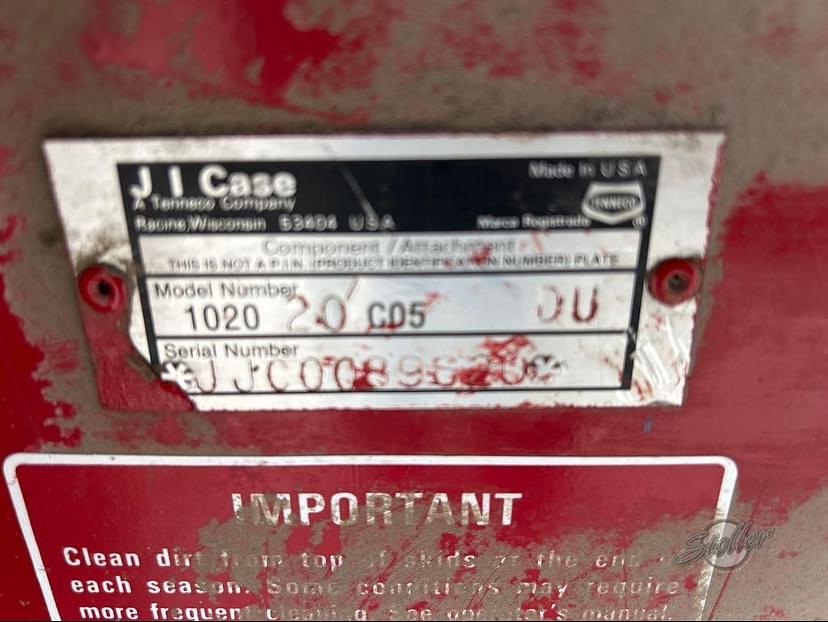 J I Case
Made in U S A
A Tenneco Company
TENNECO
Racine, Wisconsin 53404 USA
Marca Registrada ®
Component / Attachment
THIS IS NOT A P.I.N. (PRODUCT IDENTIFICATION NUMBER) PLATE
Model Number
1020 20 C05 DU
Serial Number
IMPORTANT
Clean dirt from top of skids at the end of
each season. Some conditions may require
more frequent cleaning. See operator's manual.
Sholler